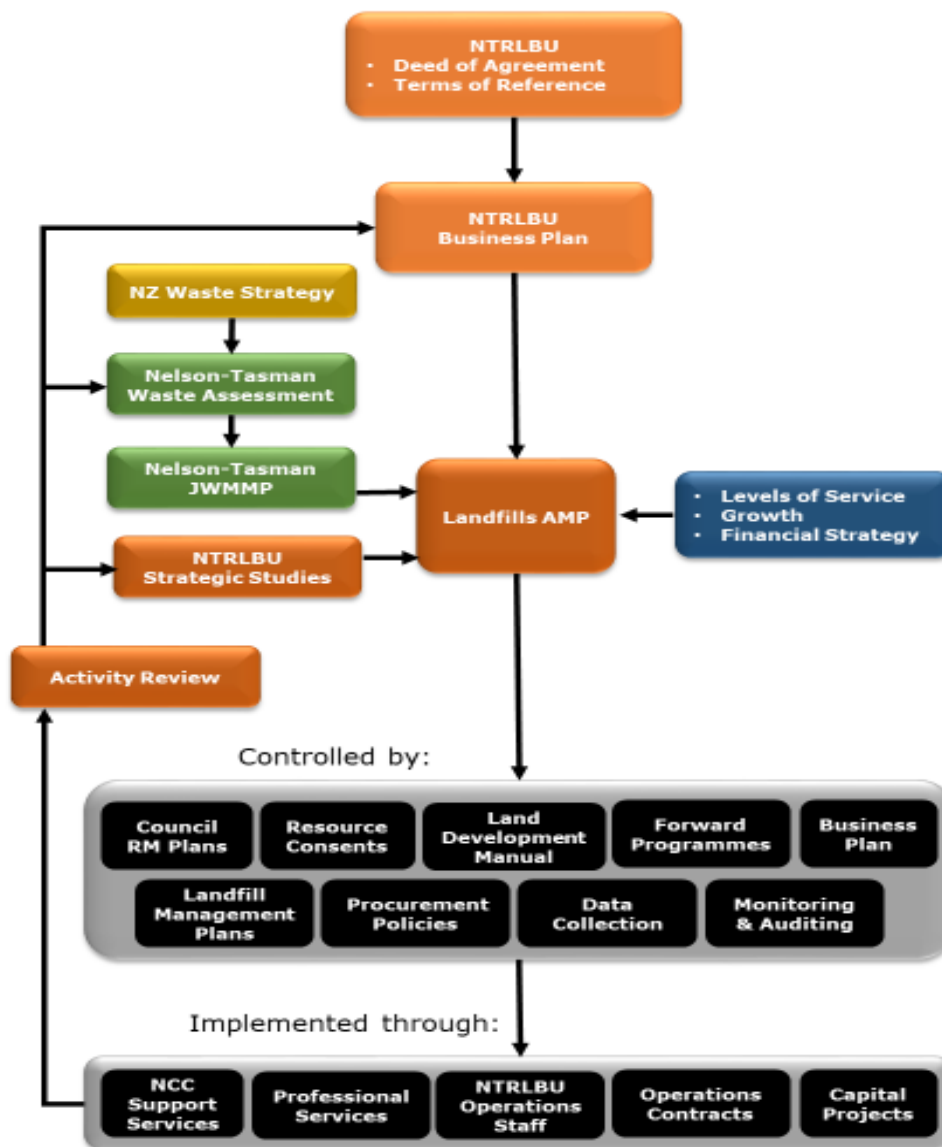 NTRLBU
• Deed of Agreement
• Terms of Reference
NTRLBU
Business Plan
NZ Waste Strategy
Nelson-Tasman
Waste Assessment
Nelson-Tasman
JWMMP
Landfills AMP
• Levels of Service
• Growth
• Financial Strategy
NTRLBU
Strategic Studies
Activity Review
Controlled by:
Council
RM Plans
Resource
Consents
Land
Development
Manual
Forward
Programmes
Business
Plan
Landfill
Management
Plans
Procurement
Policies
Data
Collection
Monitoring
& Auditing
Implemented through:
NCC
Support
Services
Professional
Services
NTRLBU
Operations
Staff
Operations
Contracts
Capital
Projects